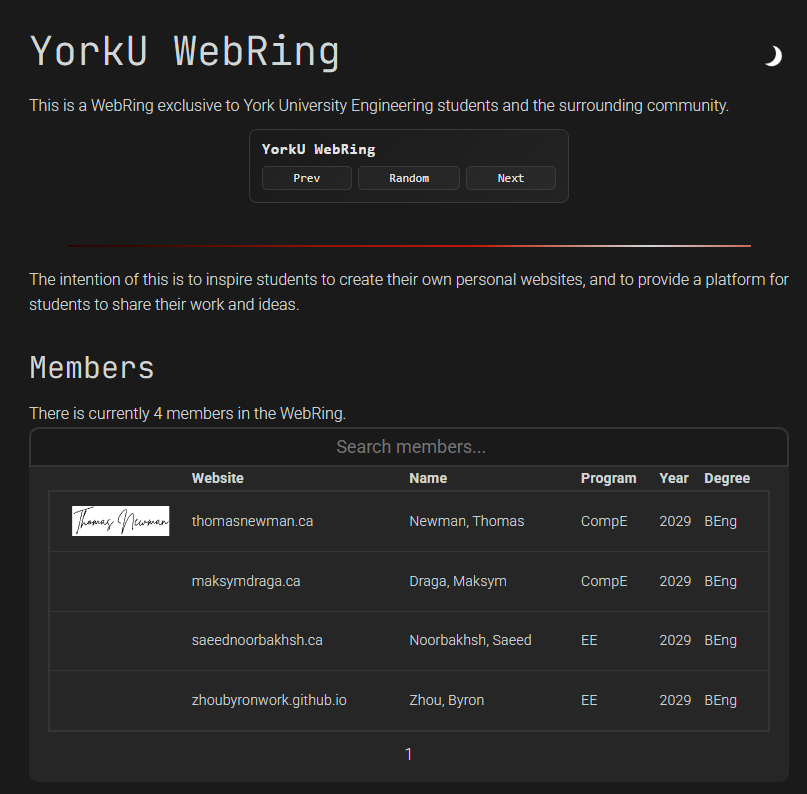 YorkU WebRing
This is a WebRing exclusive to York University Engineering students and the surrounding community.
YorkU WebRing
Prev Random Next
The intention of this is to inspire students to create their own personal websites, and to provide a platform for
students to share their work and ideas.
Members
There is currently 4 members in the WebRing.
Search members...
Website Name Program Year Degree
Thomas Newman thomasnewman.ca Newman, Thomas CompE 2029 BEng
maksymdraga.ca Draga, Maksym CompE 2029 BEng
saeednoorbakhsh.ca Noorbakhsh, Saeed EE 2029 BEng
zhoubyronwork.github.io Zhou, Byron EE 2029 BEng
1